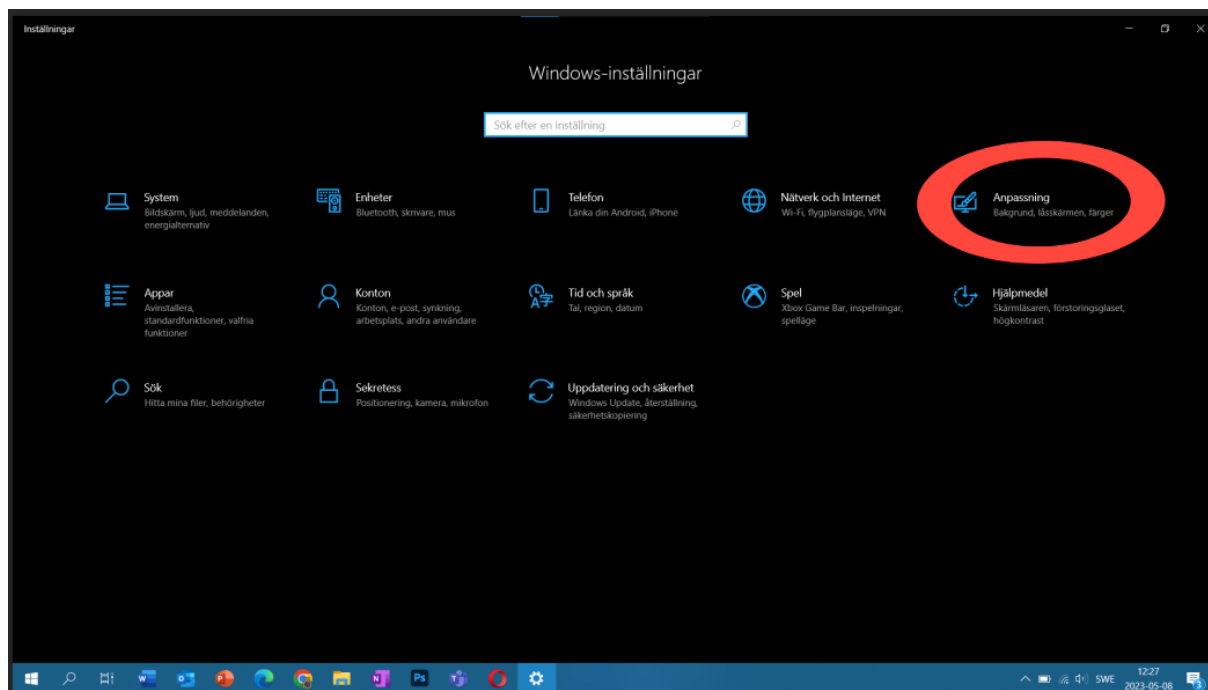 Inställningar
Windows-inställningar
Sök efter en inställning
System
Bildskärm, ljud, meddelanden,
energialternativ
Enheter
Bluetooth, skrivare, mus
Telefon
Länka din Android, iPhone
Nätverk och Internet
Wi-Fi, flygplansläge, VPN
Anpassning
Bakgrund, låsskärmen, färger
Appar
Avinstallera,
standardfunktioner, valfria
funktioner
Konton
Konton, e-post, synkning,
arbetsplats, andra användare
Tid och språk
Tal, region, datum
Spel
Xbox Game Bar, inspelningar,
spelläge
Hjälpmedel
Skärmläsaren, förstoringsglaset,
högkontrast
Sök
Hitta mina filer, behörigheter
Sekretess
Positionering, kamera, mikrofon
Uppdatering och säkerhet
Windows Update, återställning,
säkerhetskopiering
SWE
12:27
2023-05-08